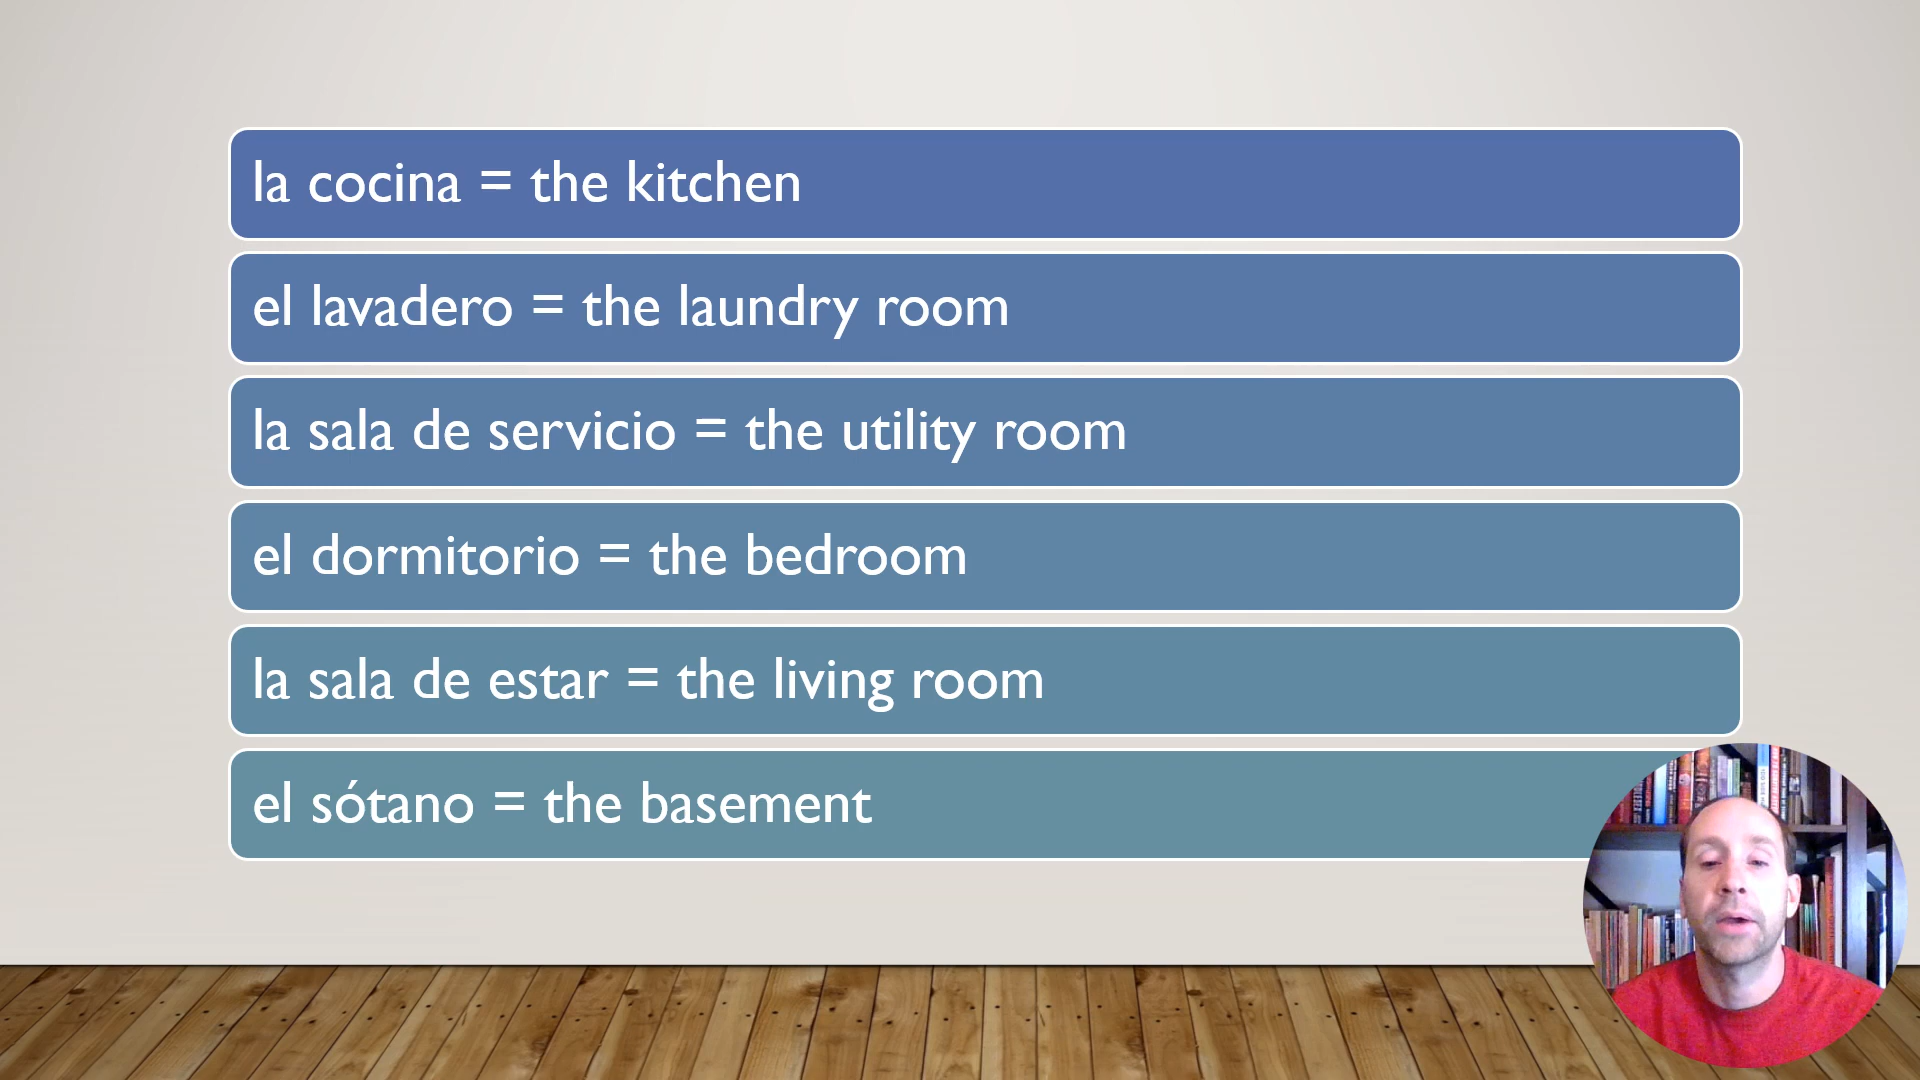 la cocina = the kitchen
el lavadero = the laundry room
la sala de servicio = the utility room
el dormitorio = the bedroom
la sala de estar = the living room
el sótano = the basement